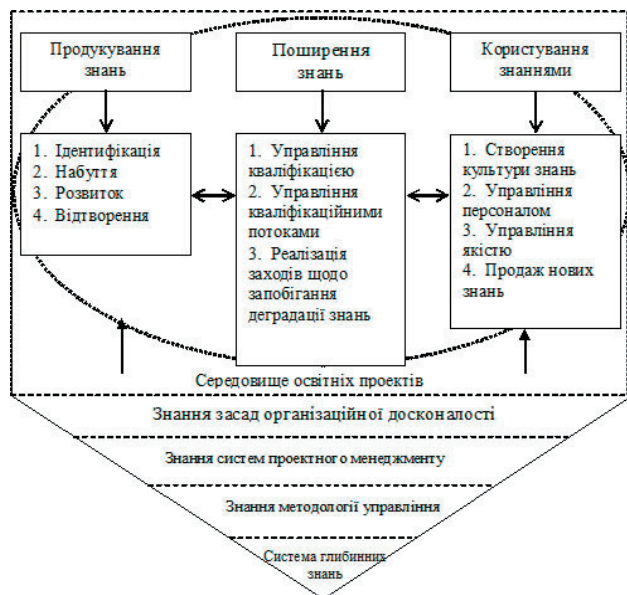 Продукування
знань
Поширення
знань
Користування
знаннями
1. Ідентифікація
2. Набуття
3. Розвиток
4. Відтворення
1. Управління
кваліфікацією
2. Управління
кваліфікаційними
потоками
3. Реалізація
заходів щодо
запобігання
деградації знань
1. Створення
культури знань
2. Управління
персоналом
3. Управління
якістю
4. Продаж нових
знань
Середовище освітніх проектів
Знання засад організаційної досконалості
Знання систем проектного менеджменту
Знання методології управління
Система глибинних
знань